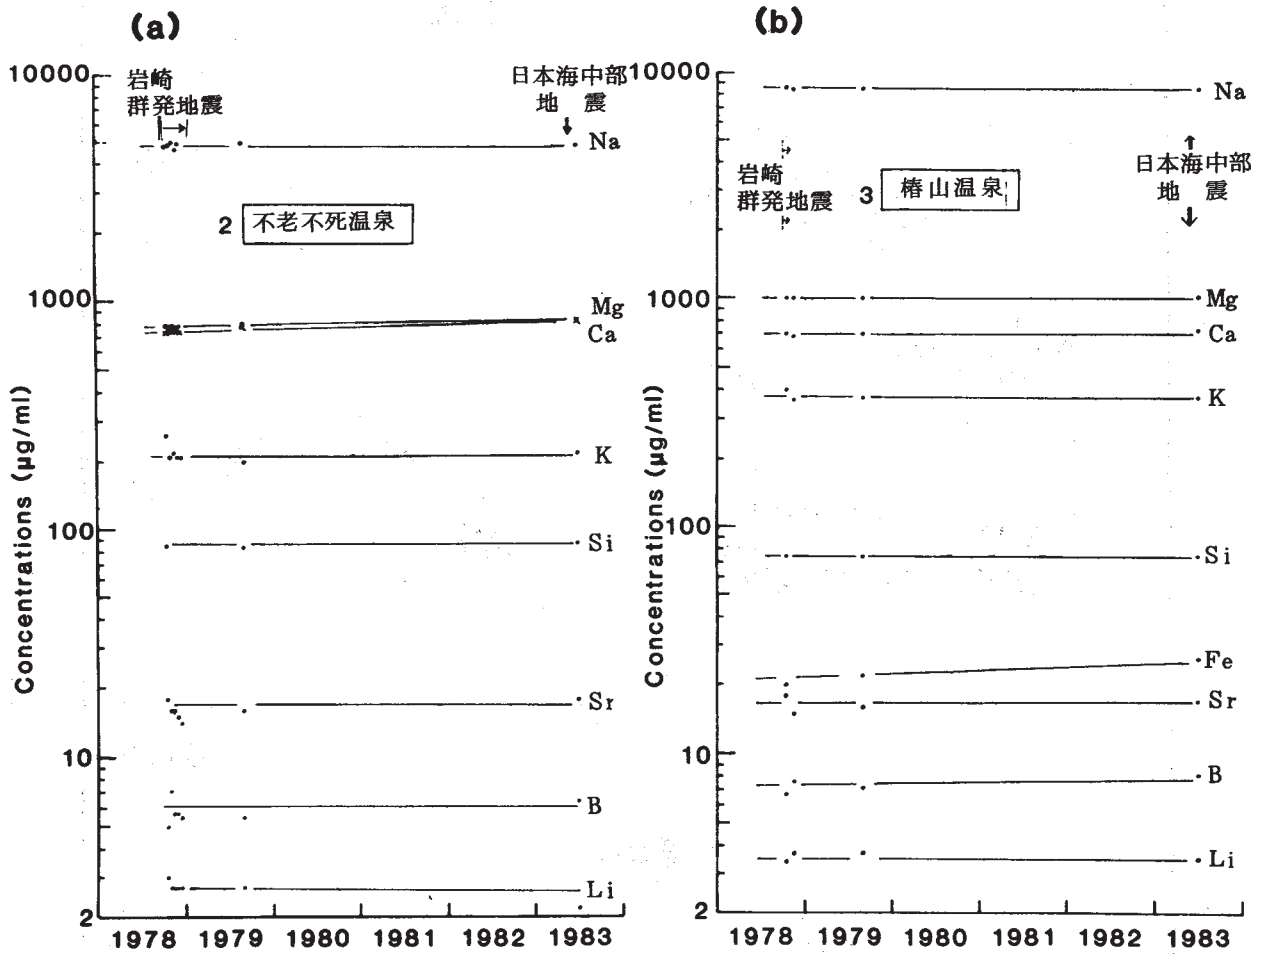 (a)
10000
岩崎
群発地震
日本海中部
地 震
Na
2 不老不死温泉
1000
Mg
Ca
K
100
Si
Sr
10
B
Li
2
1978 1979 1980 1981 1982 1983
Concentrations (μg/ml)
(b)
10000
Na
岩崎
群発地震
3 椿山温泉
日本海中部
地 震
1000
Mg
Ca
K
100
Si
Fe
Sr
10
B
Li
2
1978 1979 1980 1981 1982 1983
Concentrations (μg/ml)